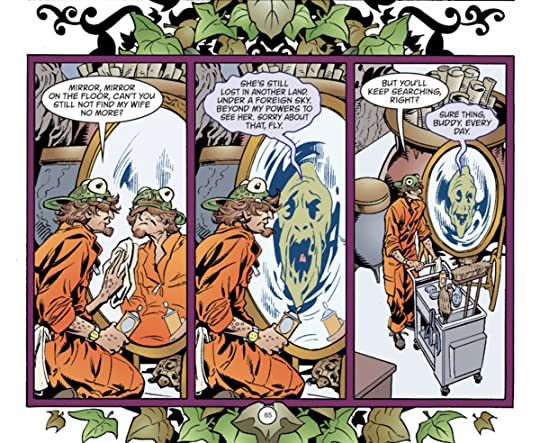 MIRROR, MIRROR
ON THE FLOOR, CAN'T YOU
STILL NOT FIND MY WIFE
NO MORE?
SHE'S STILL
LOST IN ANOTHER LAND.
UNDER A FOREIGN SKY.
BEYOND MY POWERS TO
SEE HER. SORRY ABOUT
THAT, FLY.
BUT YOU'LL
KEEP SEARCHING,
RIGHT?
SURE THING,
BUDDY. EVERY
DAY.
65